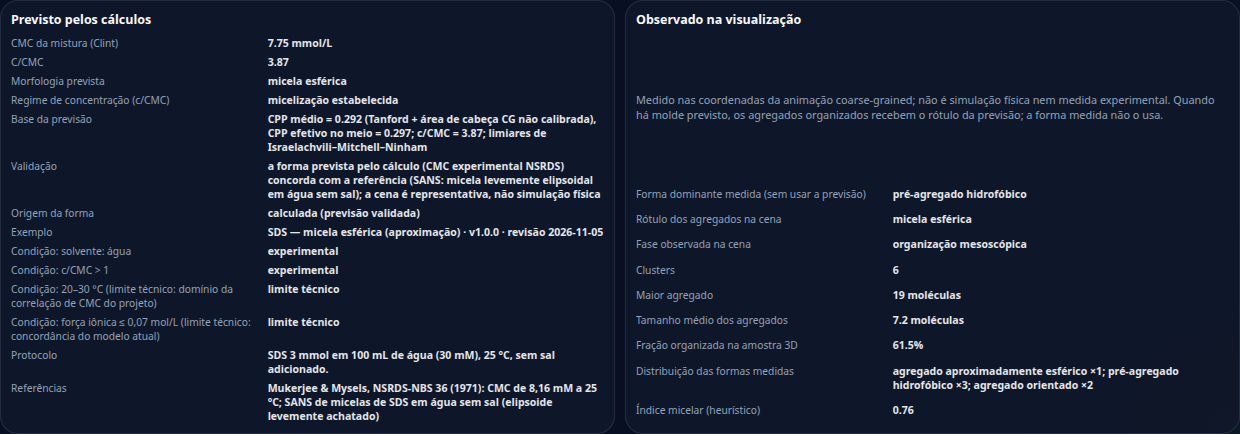 Previsto pelos cálculos
CMC da mistura (Clint) 7.75 mmol/L
C/CMC 3.87
Morfologia prevista micela esférica
Regime de concentração (c/CMC) micelização estabelecida
Base da previsão CPP médio = 0.292 (Tanford + área de cabeça CG não calibrada),
CPP efetivo no meio = 0.297; c/CMC = 3.87; limiares de
Israelachvili–Mitchell–Ninham
Validação a forma prevista pelo cálculo (CMC experimental NSRDS)
concorda com a referência (SANS: micela levemente elipsoidal
em água sem sal); a cena é representativa, não simulação física
Origem da forma calculada (previsão validada)
Exemplo SDS — micela esférica (aproximação) · v1.0.0 · revisão 2026-11-05
Condição: solvente: água experimental
Condição: c/CMC > 1 experimental
Condição: 20–30 °C (limite técnico: domínio da limite técnico
correlação de CMC do projeto)
Condição: força iônica ≤ 0,07 mol/L (limite técnico: limite técnico
concordância do modelo atual)
Protocolo SDS 3 mmol em 100 mL de água (30 mM), 25 °C, sem sal
adicionado.
Referências Mukerjee & Mysels, NSRDS-NBS 36 (1971): CMC de 8,16 mM a 25
°C; SANS de micelas de SDS em água sem sal (elipsoide
levemente achatado)
Observado na visualização
Medido nas coordenadas da animação coarse-grained; não é simulação física nem medida experimental. Quando
há molde previsto, os agregados organizados recebem o rótulo da previsão; a forma medida não o usa.
Forma dominante medida (sem usar a previsão) pré-agregado hidrofóbico
Rótulo dos agregados na cena micela esférica
Fase observada na cena organização mesoscópica
Clusters 6
Maior agregado 19 moléculas
Tamanho médio dos agregados 7.2 moléculas
Fração organizada na amostra 3D 61.5%
Distribuição das formas medidas agregado aproximadamente esférico ×1; pré-agregado
hidrofóbico ×3; agregado orientado ×2
Índice micelar (heurístico) 0.76